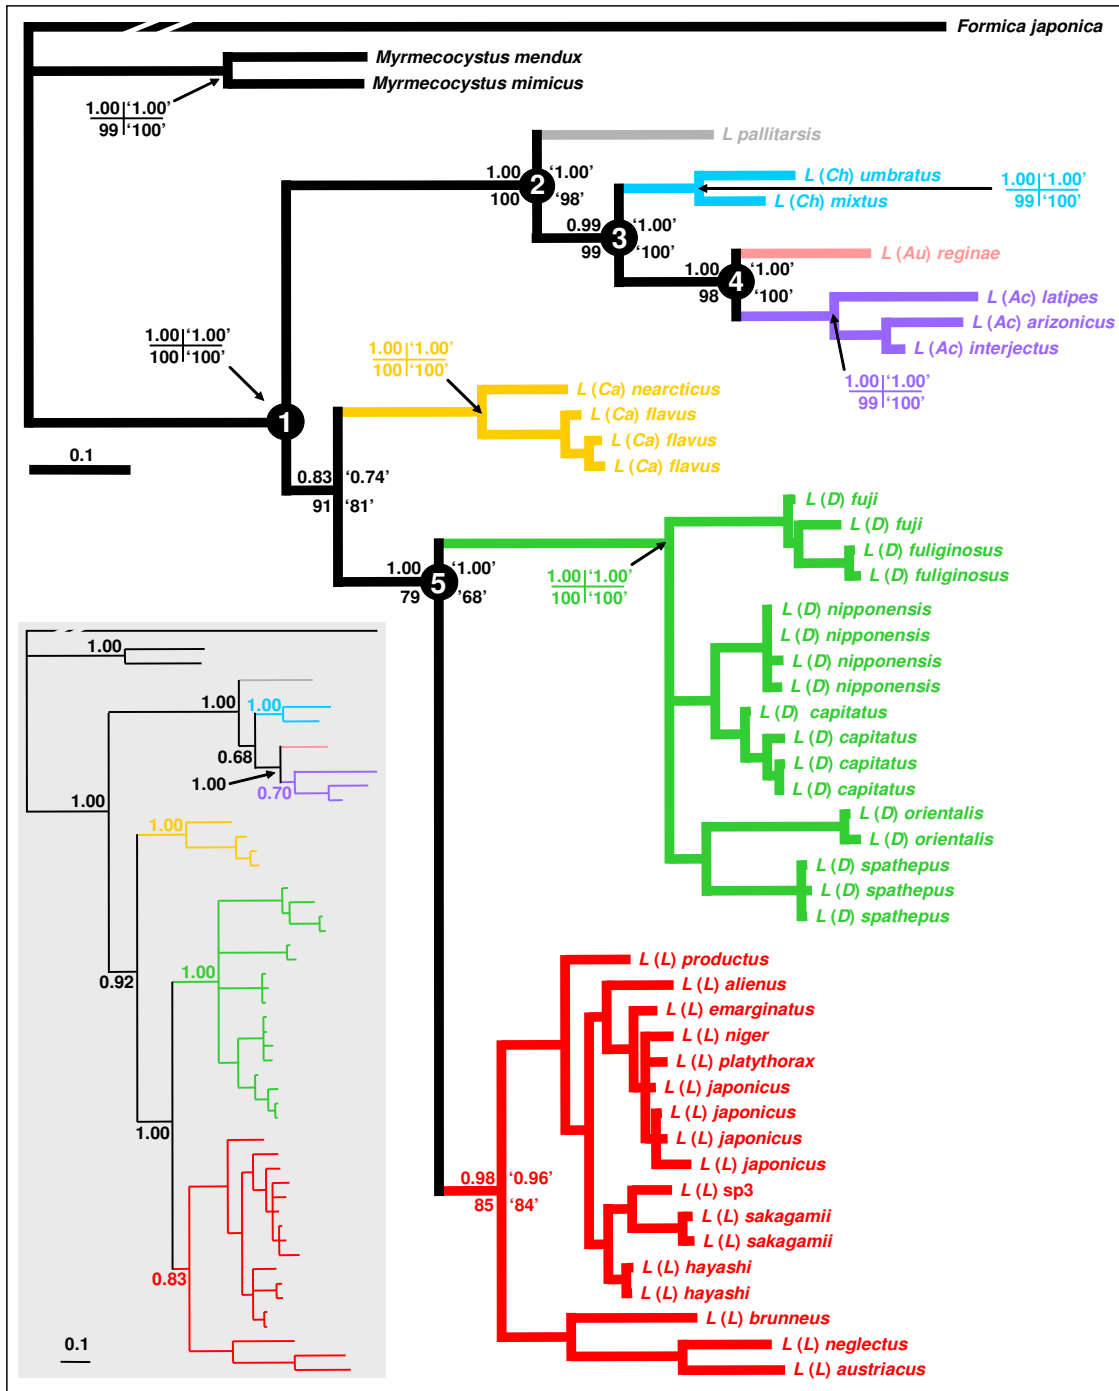 Formica japonica
Myrmecocystus mendux
Myrmecocystus mimicus
1.00 '1.00'
99 '100'
L pallitarsis
1.00 '1.00'
2
100 '98'
L (Ch) umbratus
L (Ch) mixtus
1.00 '1.00'
99 '100'
0.99 '1.00'
3
99 '100'
L (Au) reginae
1.00 '1.00'
4
98 '100'
L (Ac) latipes
L (Ac) arizonicus
L (Ac) interjectus
1.00 '1.00'
99 '100'
1.00 '1.00'
100 '100'
1
1.00 '1.00'
100 '100'
L (Ca) nearcticus
L (Ca) flavus
L (Ca) flavus
L (Ca) flavus
0.1
0.83 '0.74'
91 '81'
1.00 '1.00'
5
79 '68'
1.00 '1.00'
100 '100'
L (D) fuji
L (D) fuji
L (D) fuliginosus
L (D) fuliginosus
L (D) nipponensis
L (D) nipponensis
L (D) nipponensis
L (D) nipponensis
L (D) capitatus
L (D) capitatus
L (D) capitatus
L (D) capitatus
L (D) orientalis
L (D) orientalis
L (D) spathepus
L (D) spathepus
L (D) spathepus
0.98 '0.96'
85 '84'
L (L) productus
L (L) alienus
L (L) emarginatus
L (L) niger
L (L) platythorax
L (L) japonicus
L (L) japonicus
L (L) japonicus
L (L) japonicus
L (L) sp3
L (L) sakagamii
L (L) sakagamii
L (L) hayashi
L (L) hayashi
L (L) brunneus
L (L) neglectus
L (L) austriacus
1.00
1.00
1.00
0.68
1.00
0.70
1.00
1.00
0.92
1.00
1.00
0.83
0.1